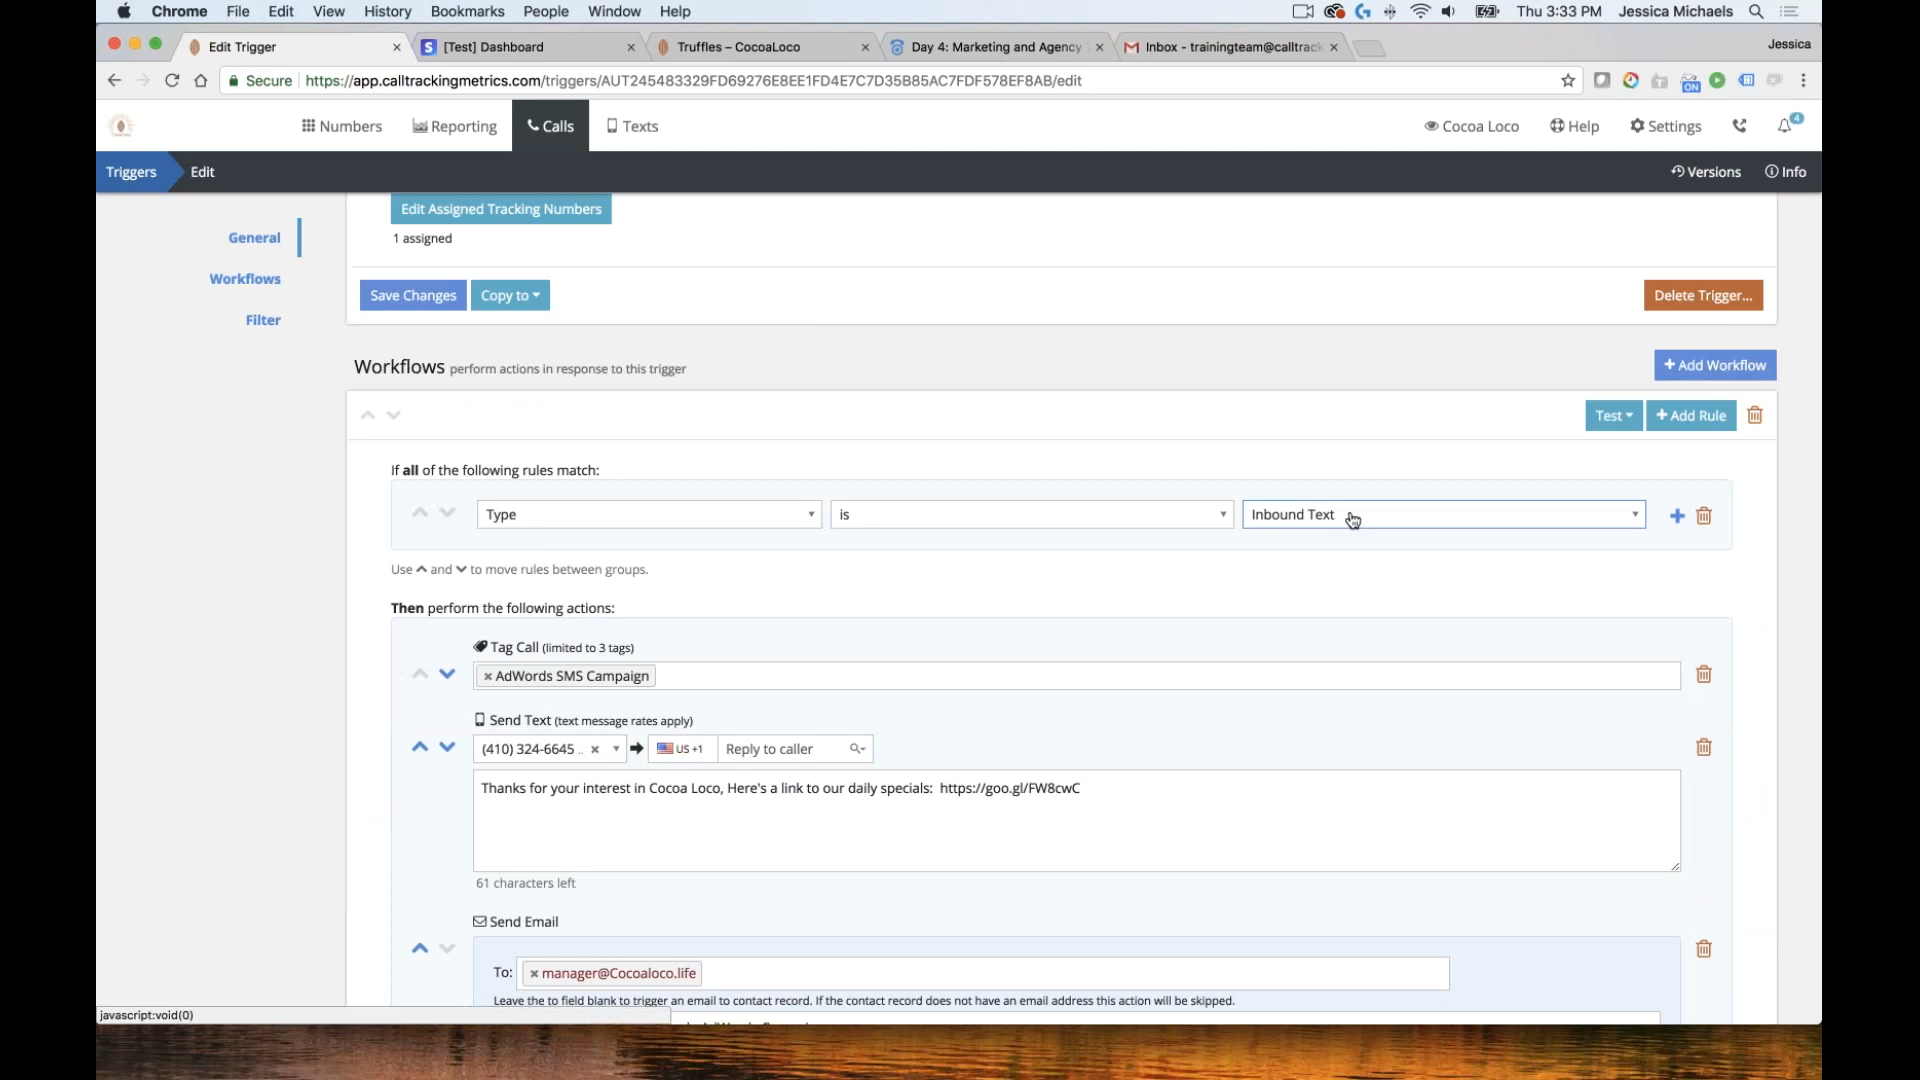 Chrome File Edit View History Bookmarks People Window Help Thu 3:33 PM Jessica Michaels
Edit Trigger [Test] Dashboard Truffles – CocoaLoco Day 4: Marketing and Agency Inbox - trainingteam@calltrack Jessica
Secure https://app.calltrackingmetrics.com/triggers/AUT245483329FD69276E8EE1FD4E7C7D35B85AC7FDF578EF8AB/edit
ON
Numbers Reporting Calls Texts Cocoa Loco Help Settings 4
Triggers Edit Versions Info
Edit Assigned Tracking Numbers
1 assigned
General
Workflows
Filter
Save Changes Copy to Delete Trigger...
Workflows perform actions in response to this trigger + Add Workflow
Test + Add Rule
If all of the following rules match:
Type is Inbound Text
Use and to move rules between groups.
Then perform the following actions:
Tag Call (limited to 3 tags)
× AdWords SMS Campaign
Send Text (text message rates apply)
(410) 324-6645 .. × US +1 Reply to caller
Thanks for your interest in Cocoa Loco, Here's a link to our daily specials: https://goo.gl/FW8cwC
61 characters left
Send Email
To: × manager@Cocoaloco.life
Leave the to field blank to trigger an email to contact record. If the contact record does not have an email address this action will be skipped.
javascript:void(0)